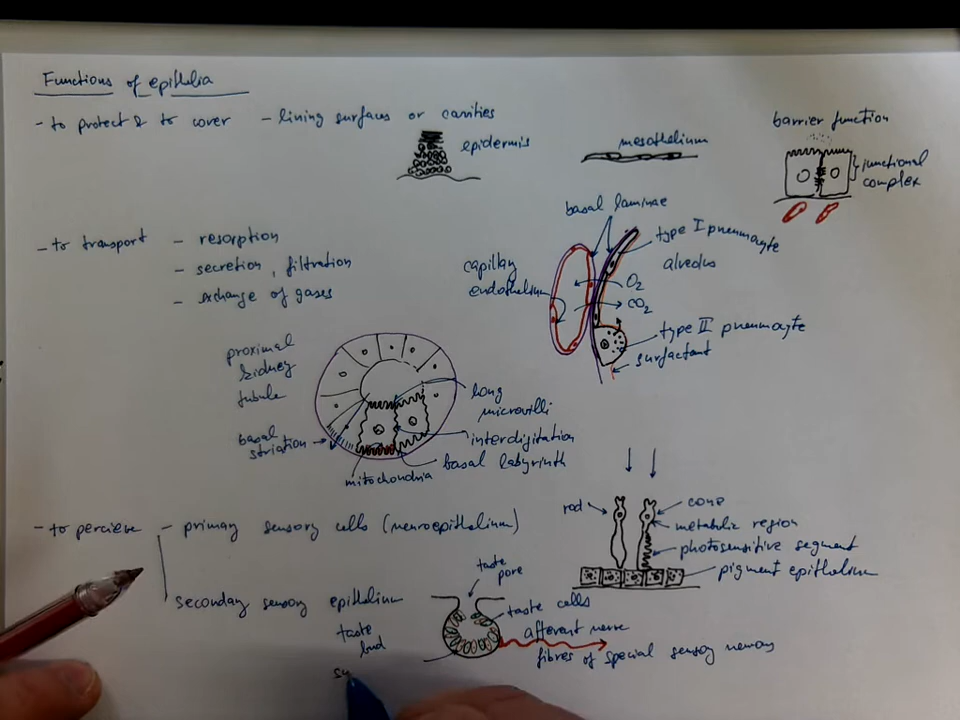 Functions of epithelia
- to protect & to cover - lining surfaces or cavities
epidermis
mesothelium
barrier function
junctional
complex
- to transport - resorption
- secretion, filtration
- exchange of gases
basal laminae
type I pneumocyte
alveolus
capillary
endothelium
O2
CO2
type II pneumocyte
surfactant
proximal
kidney
tubule
basal
striation
long
microvilli
interdigitation
basal labyrinth
mitochondria
- to percieve - primary sensory cells (neuroepithelium)
rod
cone
metabolic region
photosensitive segment
pigment epithelium
secondary sensory epithelium
taste
bud
taste
pore
taste cells
afferent nerve
fibres of special sensory nervous